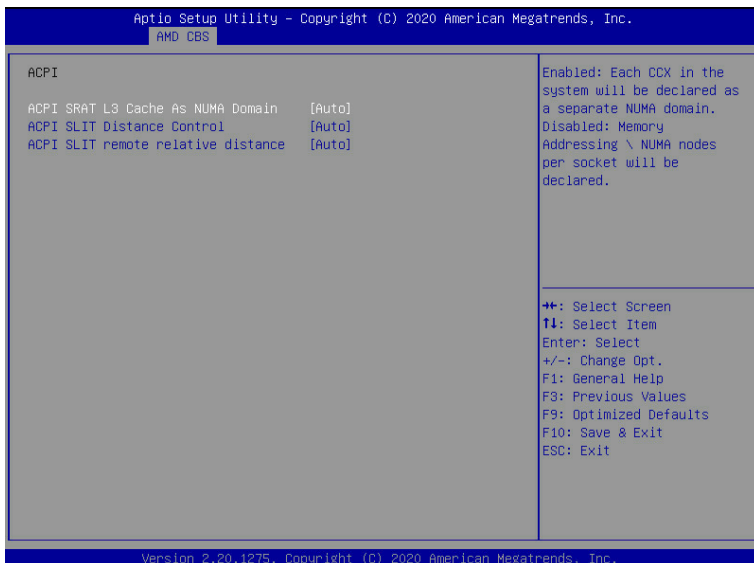 Aptio Setup Utility – Copyright (C) 2020 American Megatrends, Inc.
AMD CBS
ACPI
ACPI SRAT L3 Cache As NUMA Domain [Auto]
ACPI SLIT Distance Control [Auto]
ACPI SLIT remote relative distance [Auto]
Enabled: Each CCX in the
system will be declared as
a separate NUMA domain.
Disabled: Memory
Addressing \ NUMA nodes
per socket will be
declared.
→←: Select Screen
↑↓: Select Item
Enter: Select
+/-: Change Opt.
F1: General Help
F3: Previous Values
F9: Optimized Defaults
F10: Save & Exit
ESC: Exit
Version 2.20.1275. Copyright (C) 2020 American Megatrends, Inc.